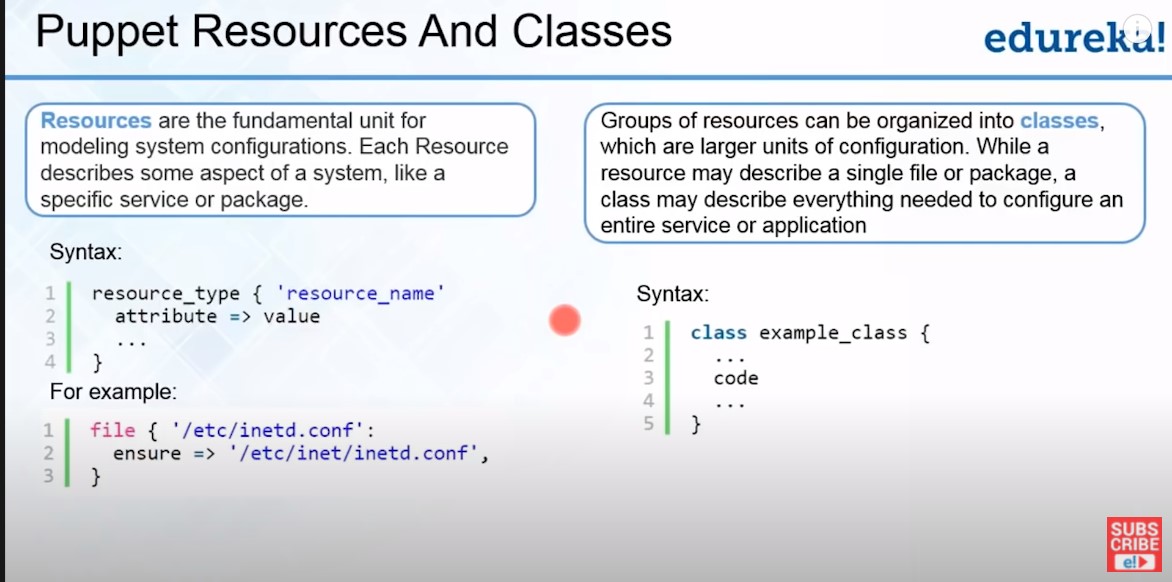 Puppet Resources And Classes
edureka!
Resources are the fundamental unit for
modeling system configurations. Each Resource
describes some aspect of a system, like a
specific service or package.
Syntax:
1 resource_type { 'resource_name'
2 attribute => value
3 ...
4 }
For example:
1 file { '/etc/inetd.conf':
2 ensure => '/etc/inet/inetd.conf',
3 }
Groups of resources can be organized into classes,
which are larger units of configuration. While a
resource may describe a single file or package, a
class may describe everything needed to configure an
entire service or application
Syntax:
1 class example_class {
2 ...
3 code
4 ...
5 }
SUBS
CRIBE
e!